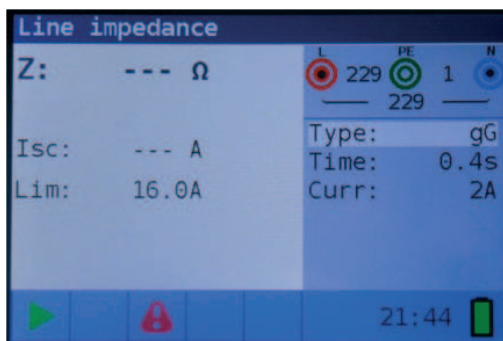 Line impedance
Z: --- Ω
Isc: --- A
Lim: 16.0A
L PE N
229 1
229
Type: gG
Time: 0.4s
Curr: 2A
21:44